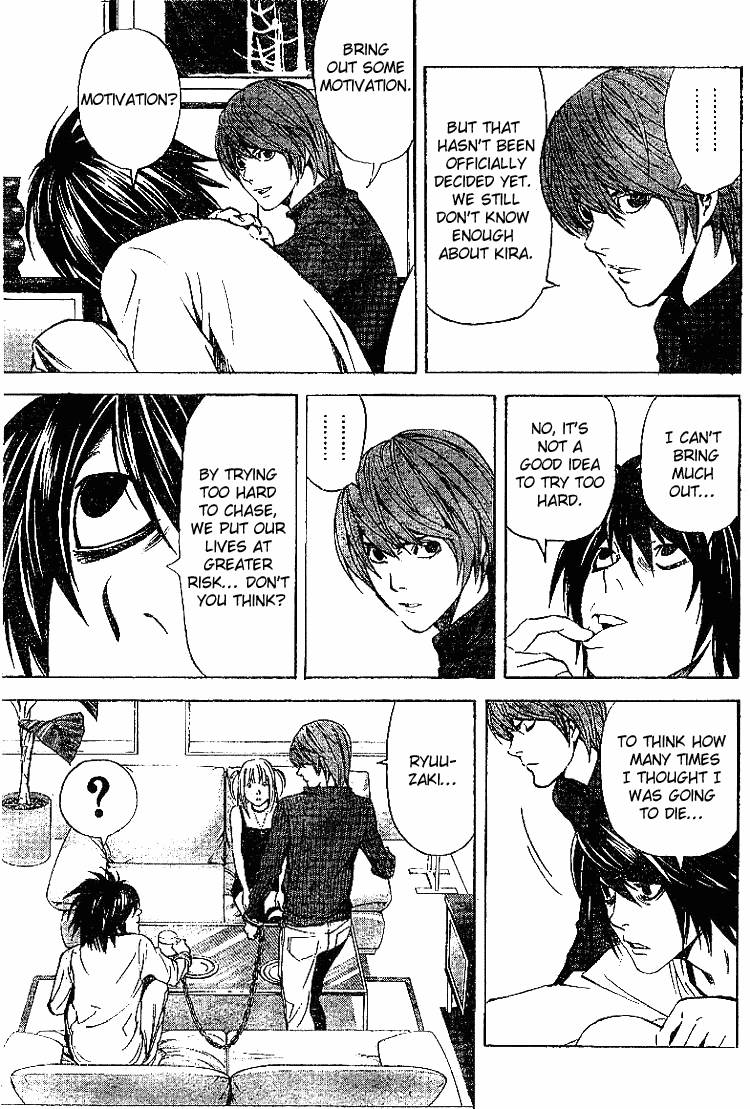 BUT THAT
HASN'T BEEN
OFFICIALLY
DECIDED YET.
WE STILL
DON'T KNOW
ENOUGH
ABOUT KIRA.
BRING
OUT SOME
MOTIVATION.
MOTIVATION?
I CAN'T
BRING
MUCH
OUT...
NO, IT'S
NOT A
GOOD IDEA
TO TRY TOO
HARD.
BY TRYING
TOO HARD
TO CHASE,
WE PUT OUR
LIVES AT
GREATER
RISK... DON'T
YOU THINK?
TO THINK HOW
MANY TIMES
I THOUGHT I
WAS GOING
TO DIE...
RYUU-
ZAKI...
?